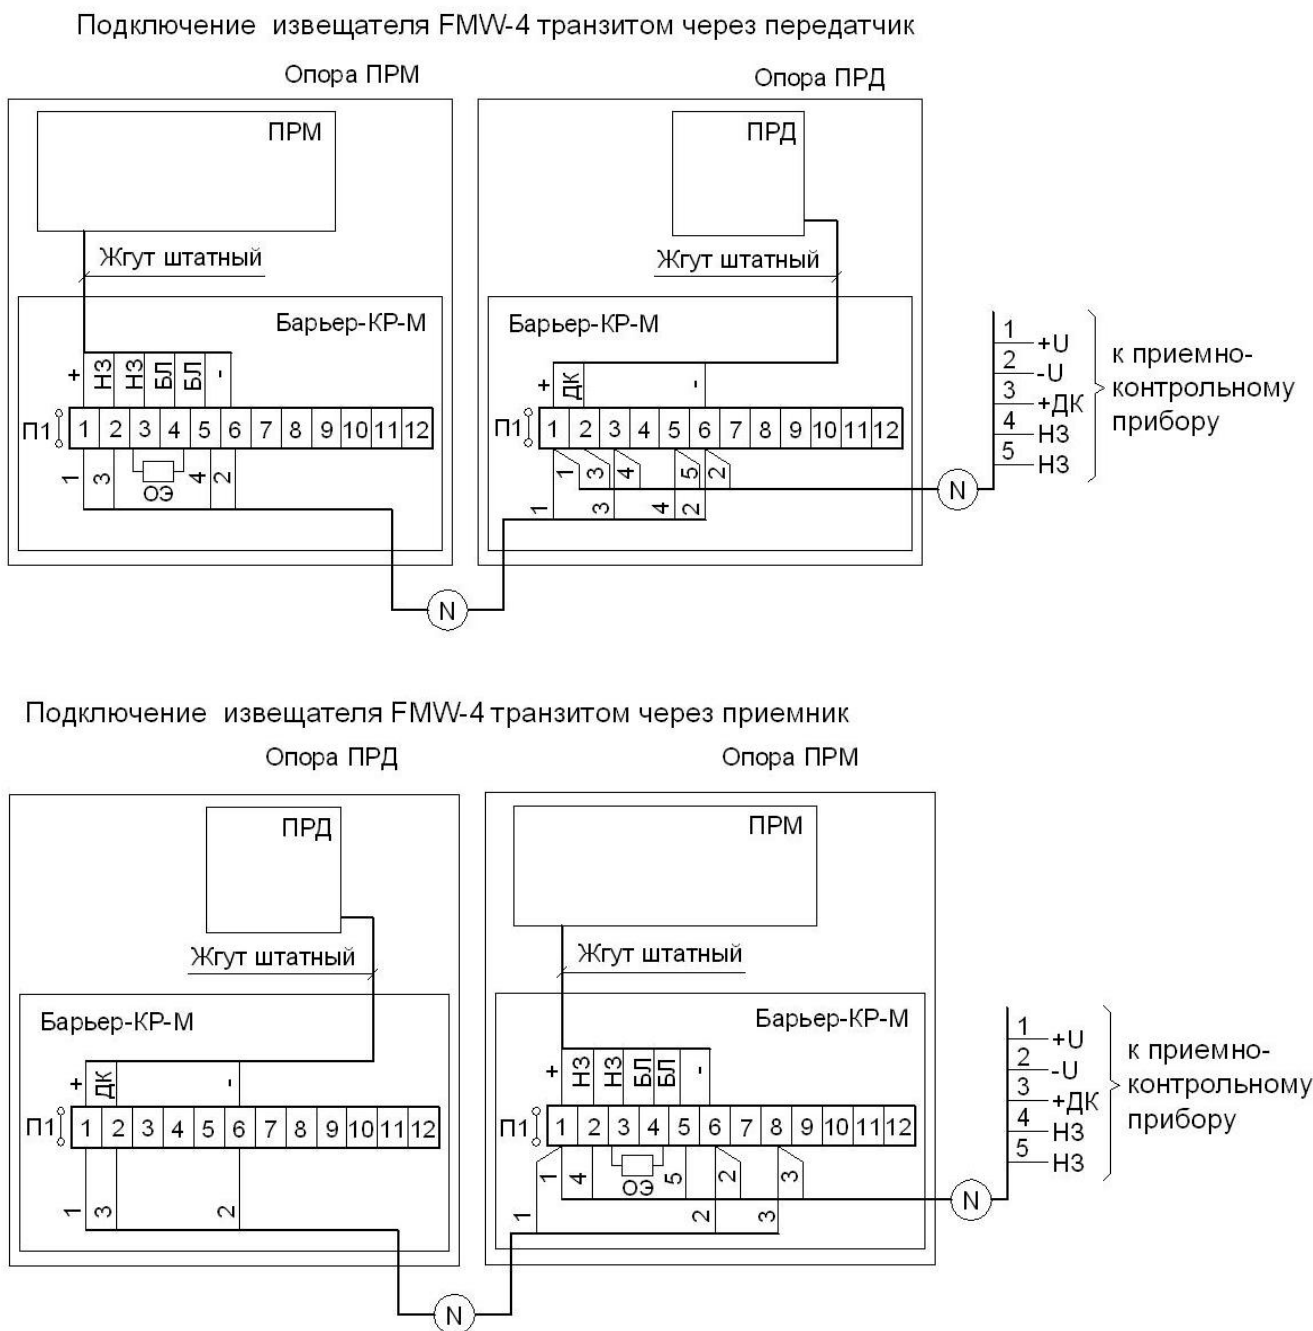 Подключение извещателя FMW-4 транзитом через передатчик
Опора ПРМ
Опора ПРД
ПРМ
ПРД
Жгут штатный
Жгут штатный
Барьер-КР-М
Барьер-КР-М
+ НЗ НЗ БЛ БЛ -
+ ДК -
П1 1 2 3 4 5 6 7 8 9 10 11 12
П1 1 2 3 4 5 6 7 8 9 10 11 12
1 3 ОЭ 4 2
1 3 4 5 2
1 3 4 2
N
N
1 +U
2 -U
3 +ДК
4 НЗ
5 НЗ
к приемно-
контрольному
прибору
Подключение извещателя FMW-4 транзитом через приемник
Опора ПРД
Опора ПРМ
ПРД
ПРМ
Жгут штатный
Жгут штатный
Барьер-КР-М
Барьер-КР-М
+ ДК -
+ НЗ НЗ БЛ БЛ -
П1 1 2 3 4 5 6 7 8 9 10 11 12
П1 1 2 3 4 5 6 7 8 9 10 11 12
1 3 2
1 4 ОЭ 5 2 3
1 2 3
N
N
1 +U
2 -U
3 +ДК
4 НЗ
5 НЗ
к приемно-
контрольному
прибору